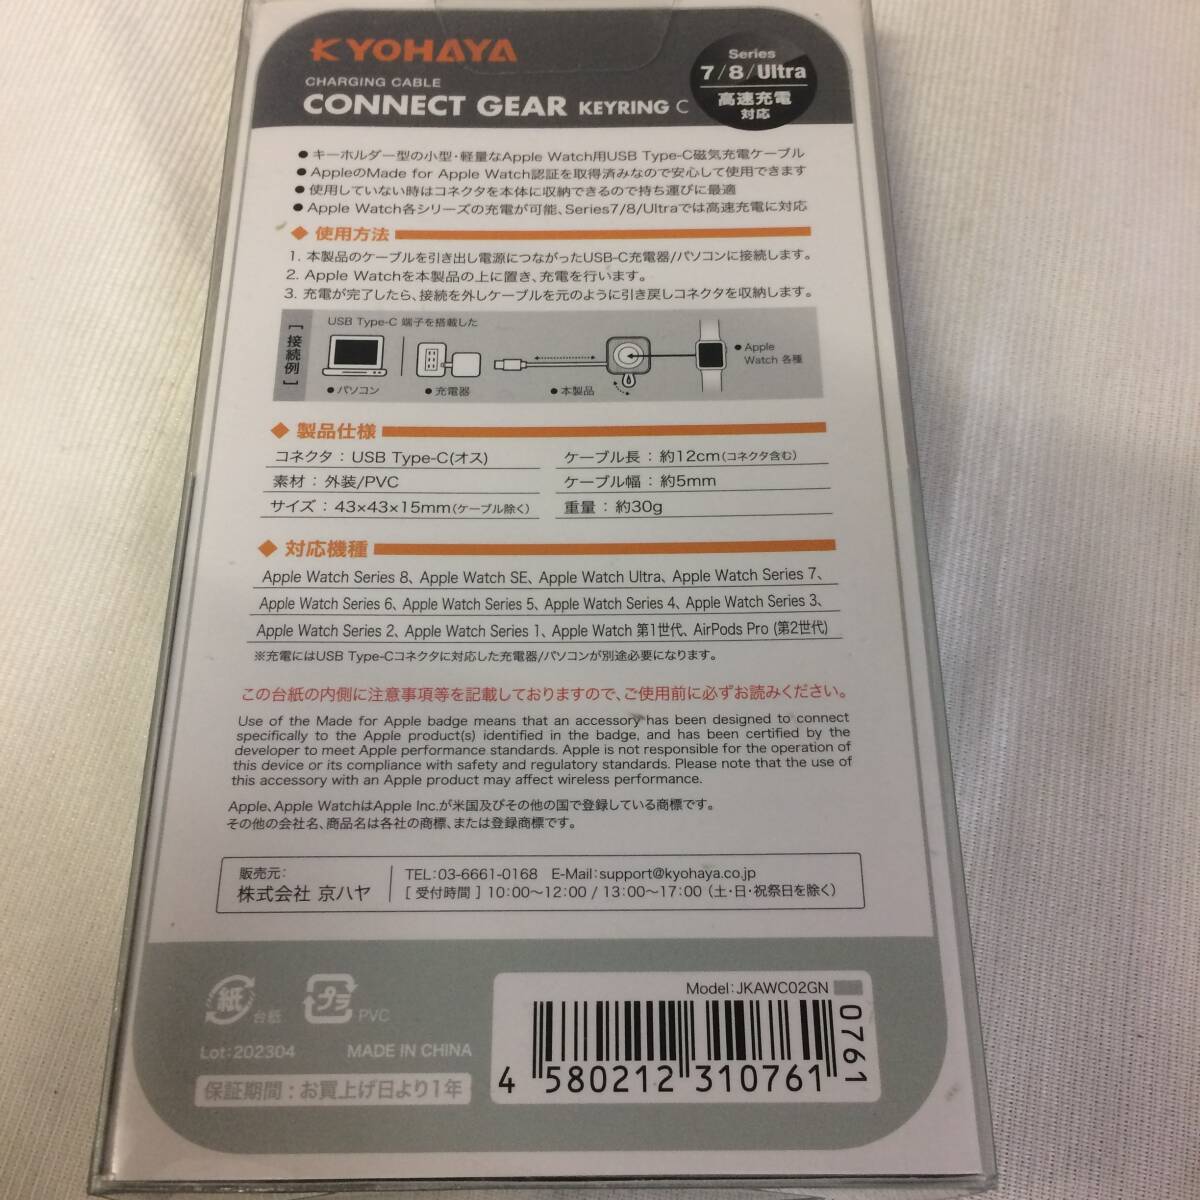 KYOHAYA
CHARGING CABLE
CONNECT GEAR KEYRING C
Series
7/8/Ultra
高速充電
対応
● キーホルダー型の小型・軽量なApple Watch用USB Type-C磁気充電ケーブル
● AppleのMade for Apple Watch認証を取得済みなので安心して使用できます
● 使用していない時はコネクタを本体に収納できるので持ち運びに最適
● Apple Watch各シリーズの充電が可能、Series7/8/Ultraでは高速充電に対応
◆ 使用方法
1. 本製品のケーブルを引き出し電源につながったUSB-C充電器/パソコンに接続します。
2. Apple Watchを本製品の上に置き、充電を行います。
3. 充電が完了したら、接続を外しケーブルを元のように引き戻しコネクタを収納します。
[接続例]
USB Type-C 端子を搭載した
● パソコン
● 充電器
● 本製品
● Apple
Watch 各種
◆ 製品仕様
コネクタ：USB Type-C(オス)
ケーブル長：約12cm(コネクタ含む)
素材：外装/PVC
ケーブル幅：約5mm
サイズ：43×43×15mm(ケーブル除く)
重量：約30g
◆ 対応機種
Apple Watch Series 8、Apple Watch SE、Apple Watch Ultra、Apple Watch Series 7、
Apple Watch Series 6、Apple Watch Series 5、Apple Watch Series 4、Apple Watch Series 3、
Apple Watch Series 2、Apple Watch Series 1、Apple Watch 第1世代、AirPods Pro (第2世代)
※充電にはUSB Type-Cコネクタに対応した充電器/パソコンが別途必要になります。
この台紙の内側に注意事項等を記載しておりますので、ご使用前に必ずお読みください。
Use of the Made for Apple badge means that an accessory has been designed to connect
specifically to the Apple product(s) identified in the badge, and has been certified by the
developer to meet Apple performance standards. Apple is not responsible for the operation of
this device or its compliance with safety and regulatory standards. Please note that the use of
this accessory with an Apple product may affect wireless performance.
Apple、Apple WatchはApple Inc.が米国及びその他の国で登録している商標です。
その他の会社名、商品名は各社の商標、または登録商標です。
販売元：
株式会社 京ハヤ
TEL：03-6661-0168 E-Mail：support@kyohaya.co.jp
[ 受付時間 ] 10:00〜12:00 / 13:00〜17:00 (土・日・祝祭日を除く)
紙 台紙
プラ PVC
Lot：202304 MADE IN CHINA
保証期間：お買上げ日より1年
Model：JKAWC02GN
0761
4 580212 310761